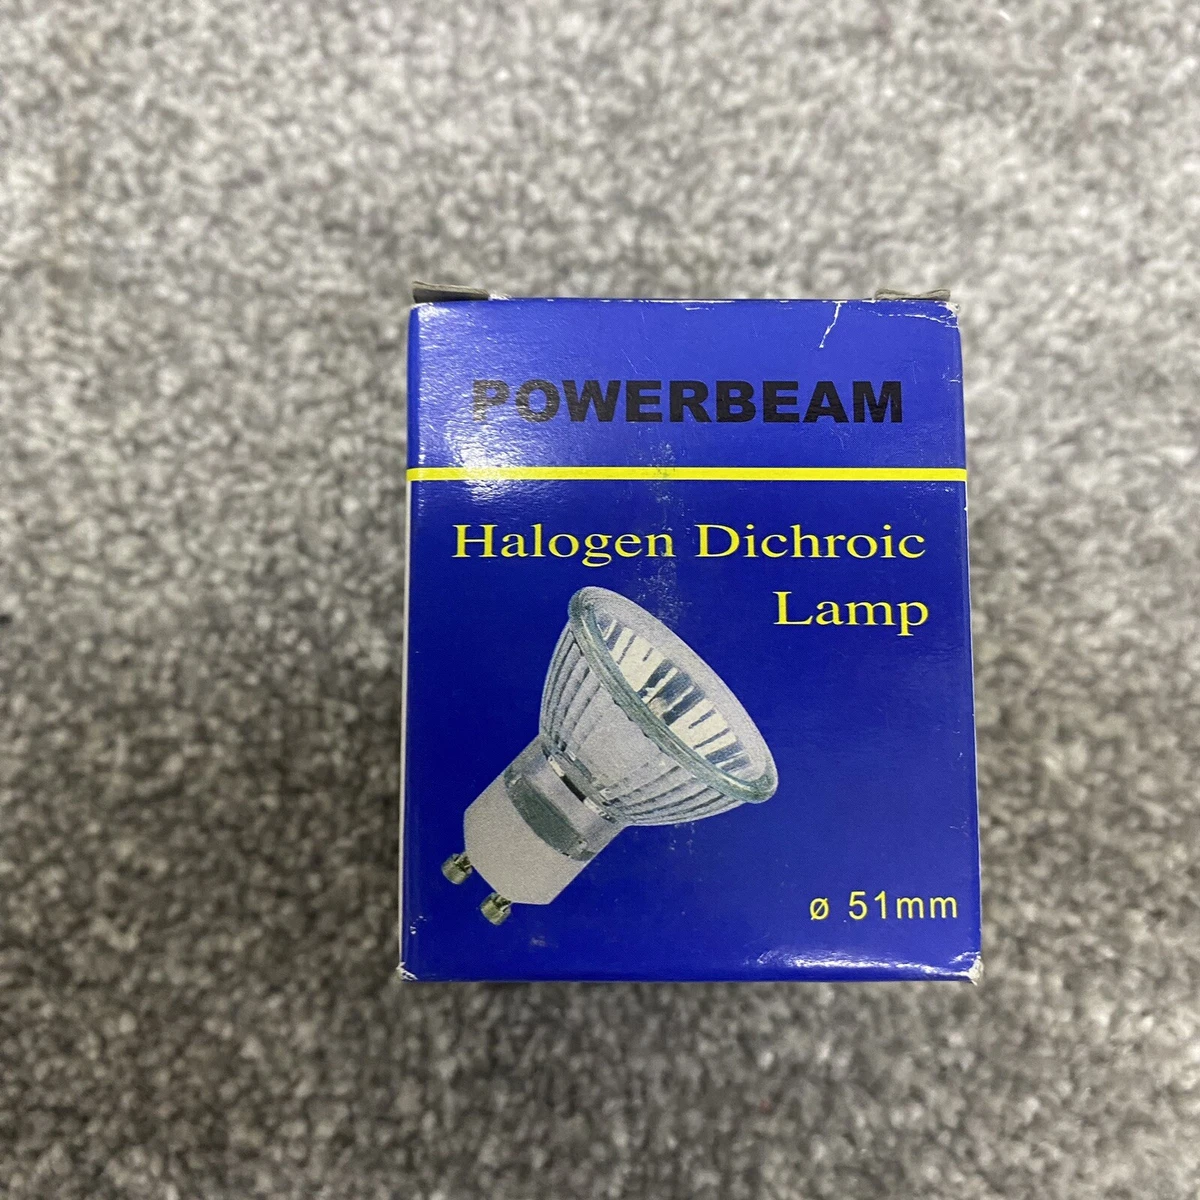 POWERBEAM
Halogen Dichroic
Lamp
ø 51mm